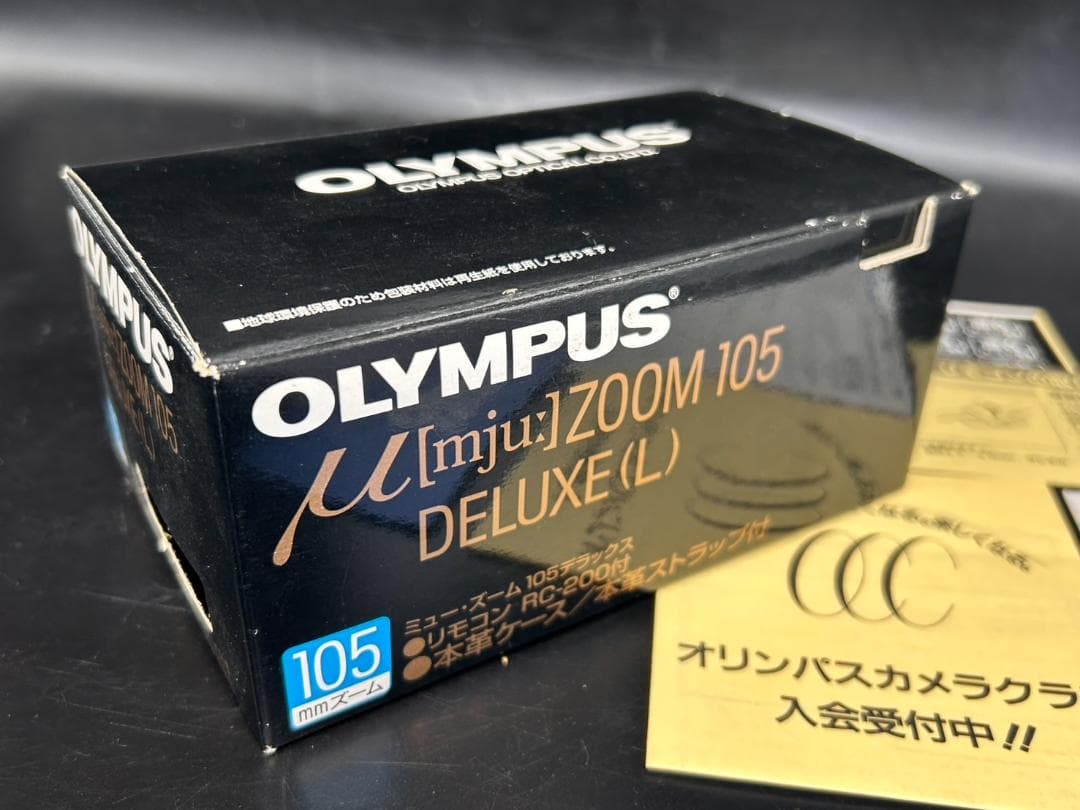 OLYMPUS
OLYMPUS OPTICAL CO.,LTD.
■地球環境保護のため包装材料は再生紙を使用しております。
OLYMPUS
ZOOM 105
(L)
OLYMPUS®
μ[mju:] ZOOM 105
DELUXE (L)
ミュー・ズーム105デラックス
●リモコン RC-200付
●本革ケース／本革ストラップ付
105
mmズーム
オリンパスカメラクラ
入会受付中!!